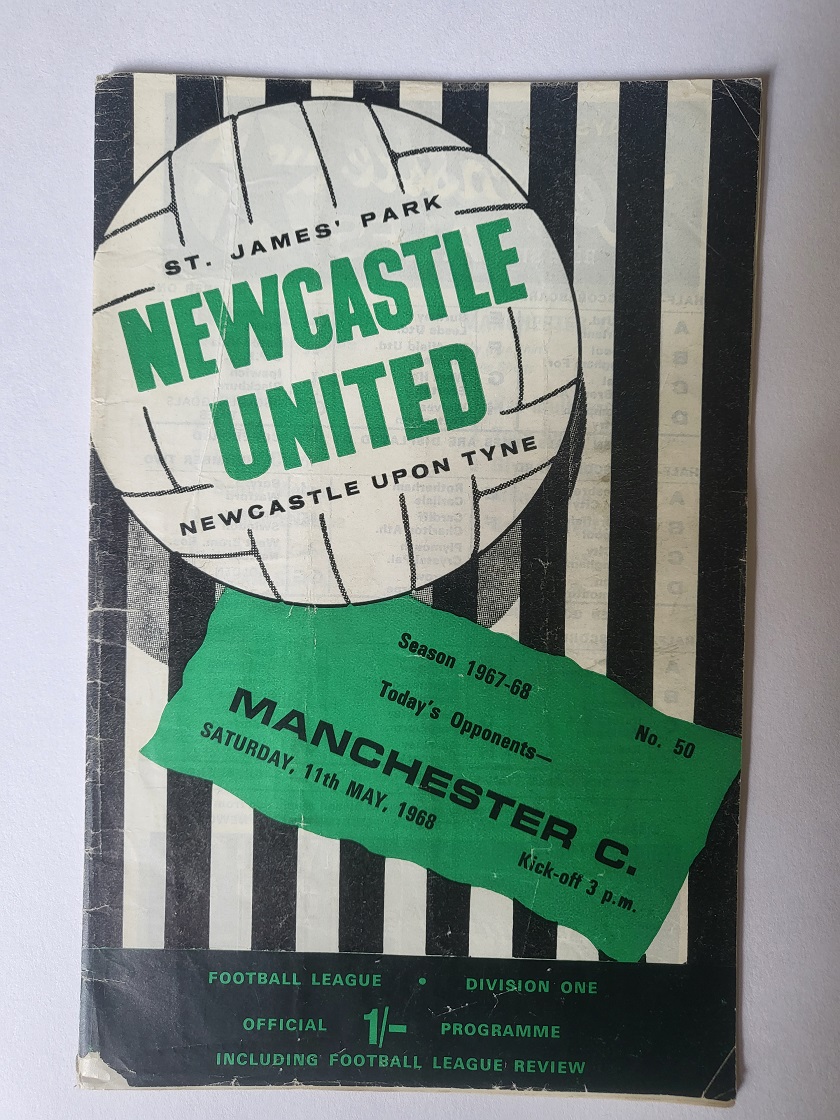 ST. JAMES' PARK
NEWCASTLE
UNITED
NEWCASTLE UPON TYNE
Season 1967-68
No. 50
Today's Opponents—
MANCHESTER C.
SATURDAY, 11th MAY, 1968
Kick-off 3 p.m.
FOOTBALL LEAGUE • DIVISION ONE
OFFICIAL 1/- PROGRAMME
INCLUDING FOOTBALL LEAGUE REVIEW